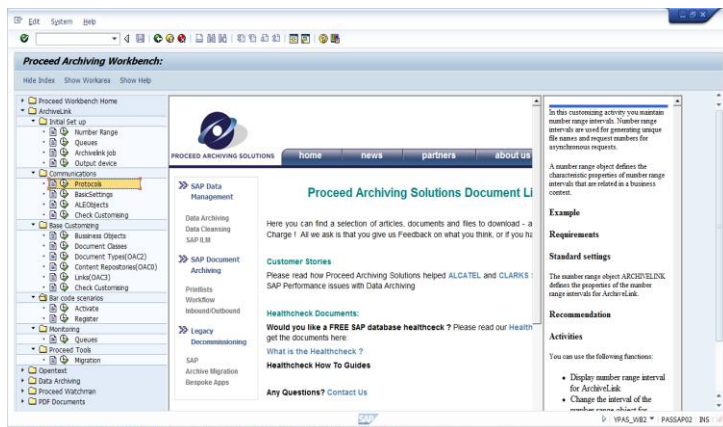 Edit System Help
Proceed Archiving Workbench:
Hide Index Show Workarea Show Help
Proceed Workbench Home
ArchiveLink
Initial Set up
Number Range
Queues
Archivelink job
Output device
Communications
Protocols
BasicSettings
ALEObjects
Check Customising
Base Customizing
Bussiness Objects
Document Classes
Document Types(OAC2)
Content Repositories(OAC0)
Links(OAC3)
Check Customising
Bar code scenarios
Activate
Register
Monitoring
Queues
Proceed Tools
Migration
Opentext
Data Archiving
Proceed Watchman
PDF Documents
PROCEED ARCHIVING SOLUTIONS
home news partners about us
SAP Data
Management
Data Archiving
Data Cleansing
SAP ILM
SAP Document
Archiving
Printlists
Workflow
Inbound/Outbound
Legacy
Decommissioning
SAP
Archive Migration
Bespoke Apps
Proceed Archiving Solutions Document Li
Here you can find a selection of articles, documents and files to download - a
Charge ! All we ask is that you give us Feedback on what you think, or if you ha
Customer Stories
Please read how Proceed Archiving Solutions helped ALCATEL and CLARKS
SAP Performance issues with Data Archiving
Healthcheck Documents:
Would you like a FREE SAP database healthceck ? Please read our Health
get the documents here:
What is the Healthcheck ?
Healthcheck How To Guides
Any Questions? Contact Us
In this customizing activity you maintain
number range intervals. Number range
intervals are used for generating unique
file names and request numbers for
asynchronous requests.
A number range object defines the
characteristic properties of number range
intervals that are related in a business
context.
Example
Requirements
Standard settings
The number range object ARCHIVELINK
defines the properties of the number
range intervals for ArchiveLink.
Recommendation
Activities
You can use the following functions:
Display number range interval
for ArchiveLink
Change the interval of the
number range object for
SAP
YPAS_WB2 PASSAP02 INS